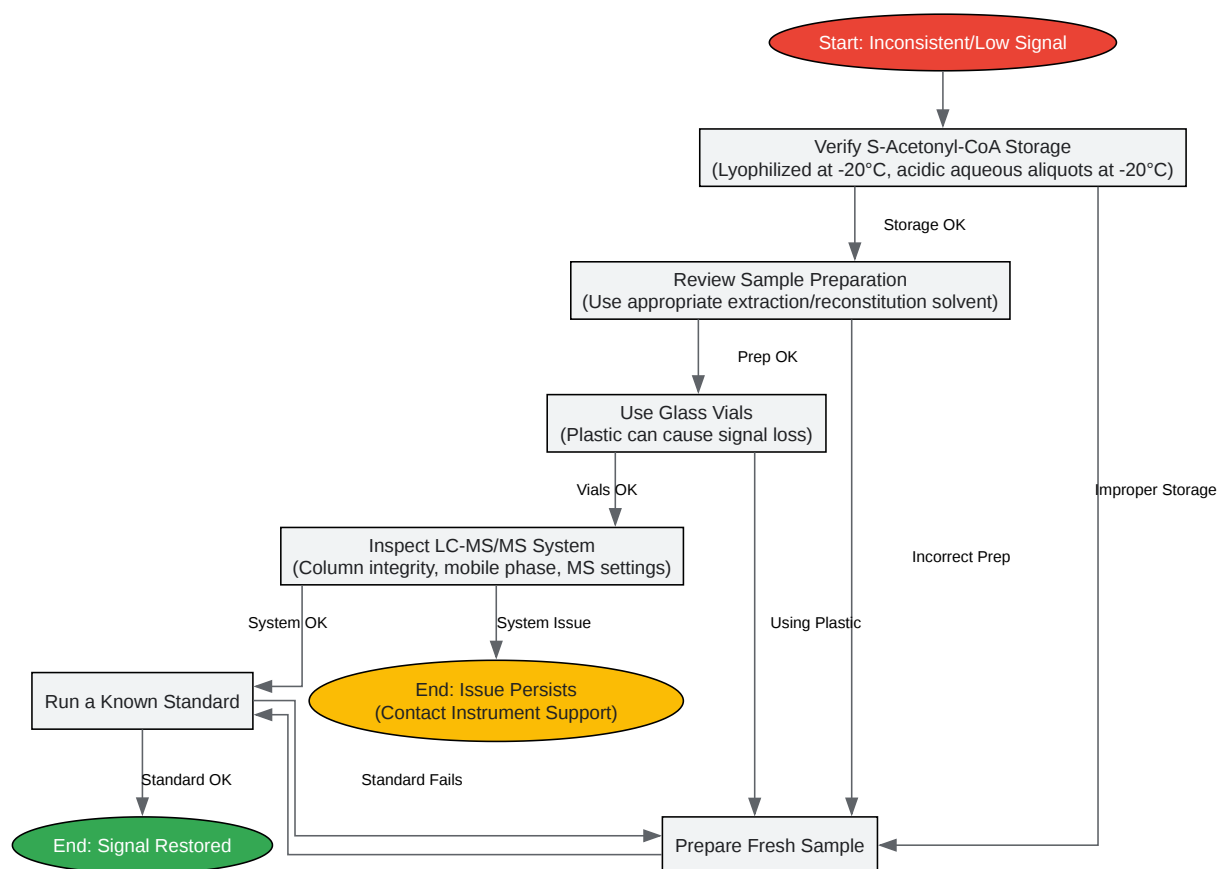 Start: Inconsistent/Low Signal
Verify S-Acetonyl-CoA Storage
(Lyophilized at -20°C, acidic aqueous aliquots at -20°C)
Storage OK
Review Sample Preparation
(Use appropriate extraction/reconstitution solvent)
Prep OK
Use Glass Vials
(Plastic can cause signal loss)
Vials OK
Improper Storage
Inspect LC-MS/MS System
(Column integrity, mobile phase, MS settings)
Incorrect Prep
System OK
System Issue
Using Plastic
Run a Known Standard
End: Issue Persists
(Contact Instrument Support)
Standard OK
Standard Fails
End: Signal Restored
Prepare Fresh Sample